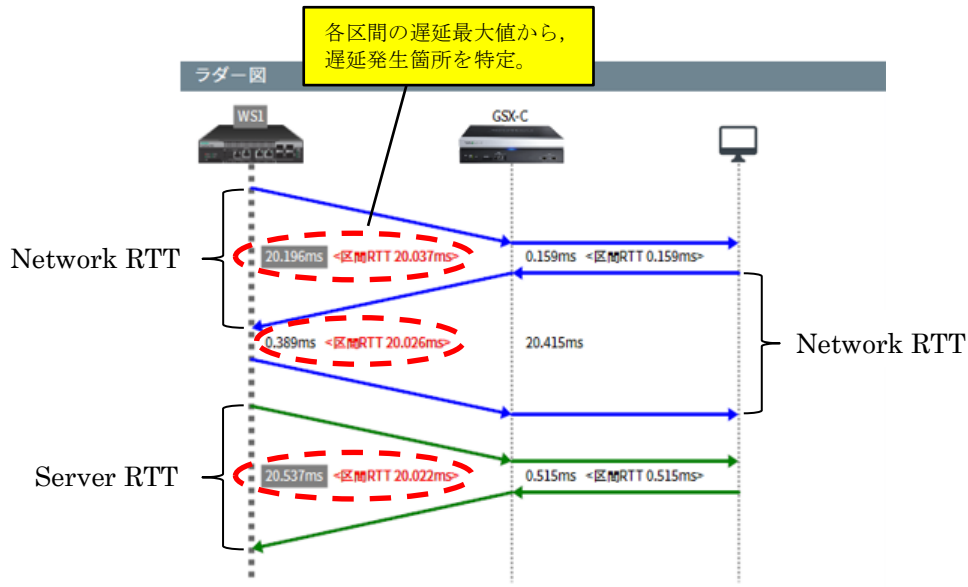 各区間の遅延最大値から，
遅延発生箇所を特定。
ラダー図
WS1
GSX-C
Network RTT
20.196ms <区間RTT 20.037ms>
0.159ms <区間RTT 0.159ms>
0.389ms <区間RTT 20.026ms>
20.415ms
Network RTT
Server RTT
20.537ms <区間RTT 20.022ms>
0.515ms <区間RTT 0.515ms>